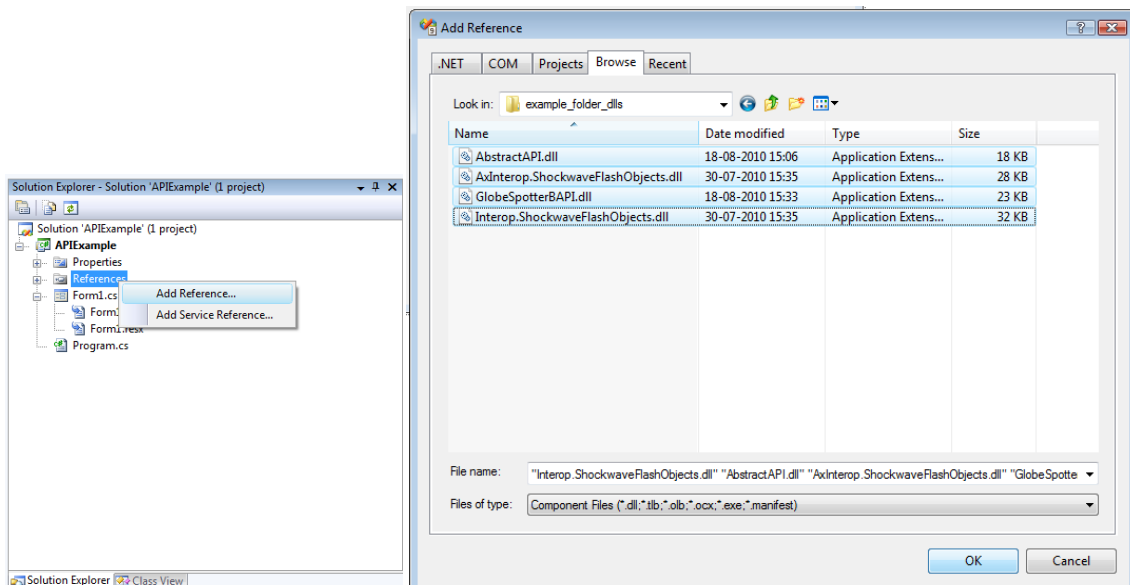 Solution Explorer - Solution 'APIExample' (1 project)
Solution 'APIExample' (1 project)
APIExample
Properties
References
Form1.cs
Form1
Form1.resx
Program.cs
Add Reference...
Add Service Reference...
Solution Explorer Class View
Add Reference
.NET COM Projects Browse Recent
Look in: example_folder_dlls
Name Date modified Type Size
AbstractAPI.dll 18-08-2010 15:06 Application Extens... 18 KB
AxInterop.ShockwaveFlashObjects.dll 30-07-2010 15:35 Application Extens... 28 KB
GlobeSpotterBAPI.dll 18-08-2010 15:33 Application Extens... 23 KB
Interop.ShockwaveFlashObjects.dll 30-07-2010 15:35 Application Extens... 32 KB
File name: "Interop.ShockwaveFlashObjects.dll" "AbstractAPI.dll" "AxInterop.ShockwaveFlashObjects.dll" "GlobeSpotte
Files of type: Component Files (*.dll;*.tlb;*.olb;*.ocx;*.exe;*.manifest)
OK Cancel